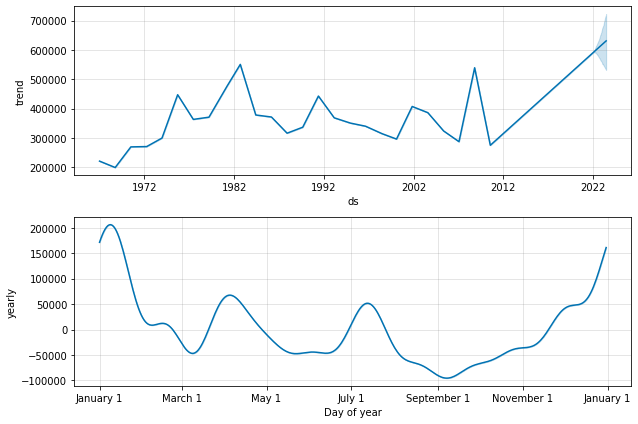 700000
600000
500000
400000
300000
200000
trend
1972 1982 1992 2002 2012 2022
ds
200000
150000
100000
50000
0
−50000
−100000
yearly
January 1 March 1 May 1 July 1 September 1 November 1 January 1
Day of year